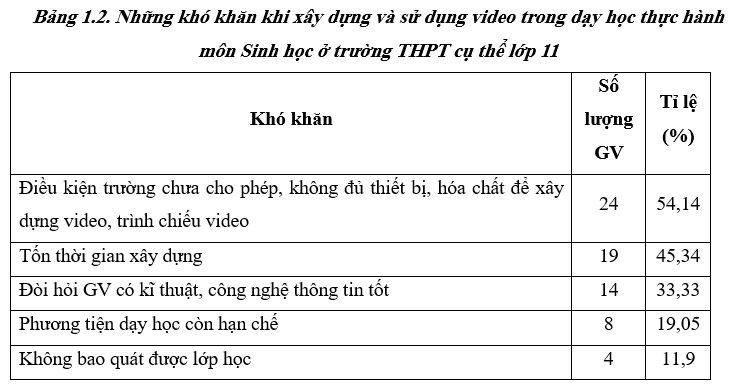 Bảng 1.2. Những khó khăn khi xây dựng và sử dụng video trong dạy học thực hành
môn Sinh học ở trường THPT cụ thể lớp 11
Khó khăn
Số
lượng
GV
Tỉ lệ
(%)
Điều kiện trường chưa cho phép, không đủ thiết bị, hóa chất để xây
dựng video, trình chiếu video
24
54,14
Tốn thời gian xây dựng
19
45,34
Đòi hỏi GV có kĩ thuật, công nghệ thông tin tốt
14
33,33
Phương tiện dạy học còn hạn chế
8
19,05
Không bao quát được lớp học
4
11,9